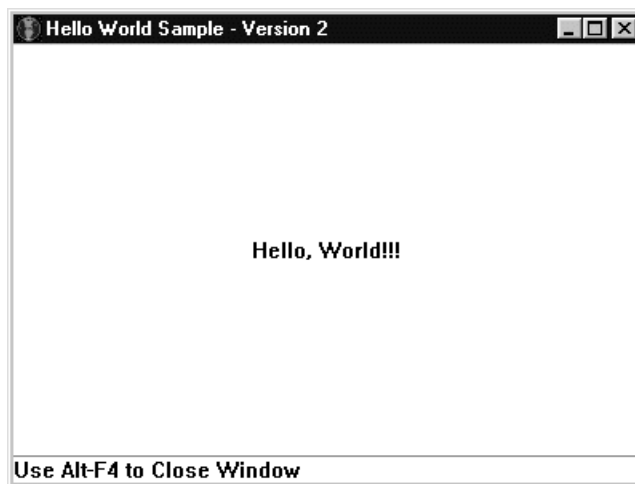 Hello World Sample - Version 2
Hello, World!!!
Use Alt-F4 to Close Window